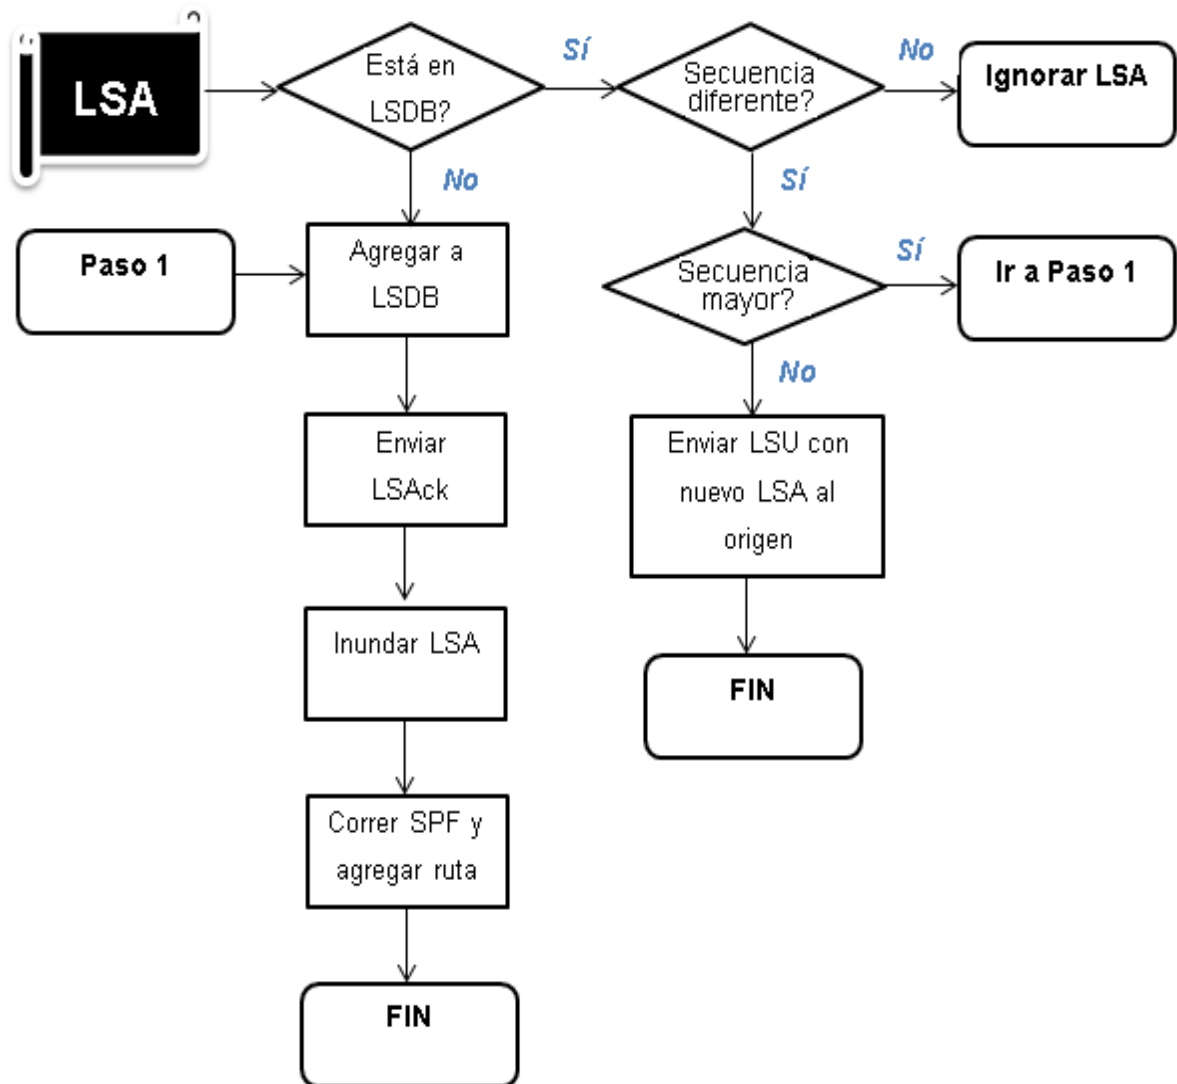 LSA
Está en
LSDB?
Sí
Secuencia
diferente?
No
Ignorar LSA
No
Sí
Paso 1
Agregar a
LSDB
Secuencia
mayor?
Sí
Ir a Paso 1
No
Enviar
LSAck
Enviar LSU con
nuevo LSA al
origen
Inundar LSA
FIN
Correr SPF y
agregar ruta
FIN